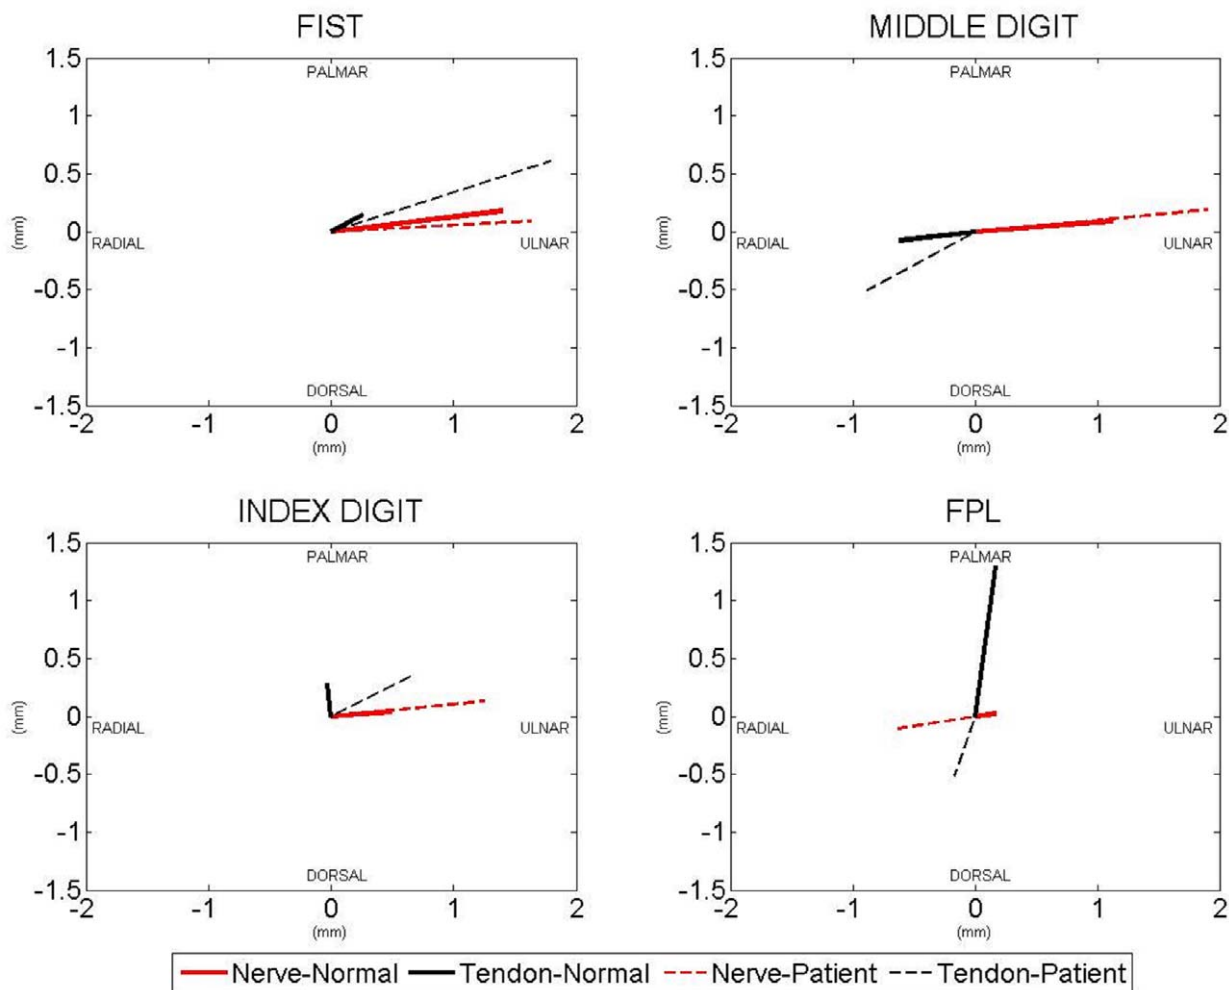 FIST
1.5
1
0.5
0
-0.5
-1
-1.5
(mm)
PALMAR
RADIAL
ULNAR
DORSAL
-2
-1
0
1
2
(mm)
MIDDLE DIGIT
1.5
1
0.5
0
-0.5
-1
-1.5
(mm)
PALMAR
RADIAL
ULNAR
DORSAL
-2
-1
0
1
2
(mm)
INDEX DIGIT
1.5
1
0.5
0
-0.5
-1
-1.5
(mm)
PALMAR
RADIAL
ULNAR
DORSAL
-2
-1
0
1
2
(mm)
FPL
1.5
1
0.5
0
-0.5
-1
-1.5
(mm)
PALMAR
RADIAL
ULNAR
DORSAL
-2
-1
0
1
2
(mm)
Nerve-Normal Tendon-Normal Nerve-Patient Tendon-Patient